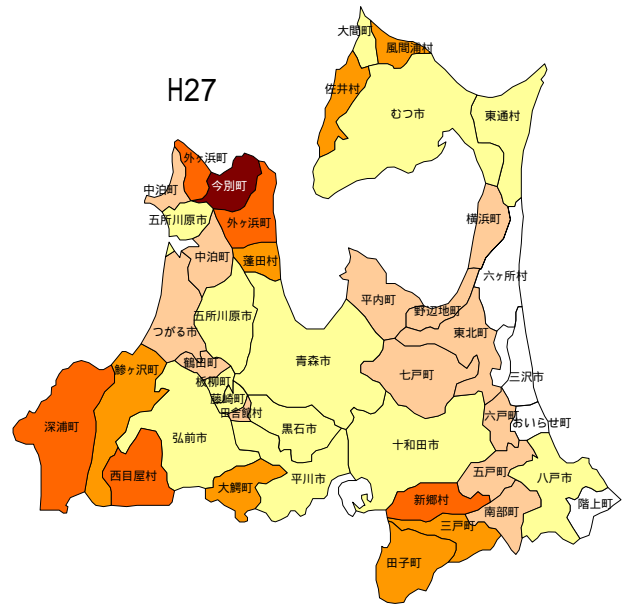 大間町
風間浦村
佐井村
H27
むつ市
東通村
外ヶ浜町
今別町
中泊町
横浜町
五所川原市
外ヶ浜町
中泊町
蓬田村
六ヶ所村
平内町
野辺地町
五所川原市
つがる市
東北町
青森市
鶴田町
鰺ヶ沢町
七戸町
板柳町
三沢市
藤崎町
田舎館村
六戸町
おいらせ町
深浦町
黒石市
弘前市
十和田市
西目屋村
平川市
五戸町
八戸市
大鰐町
新郷村
階上町
南部町
三戸町
田子町